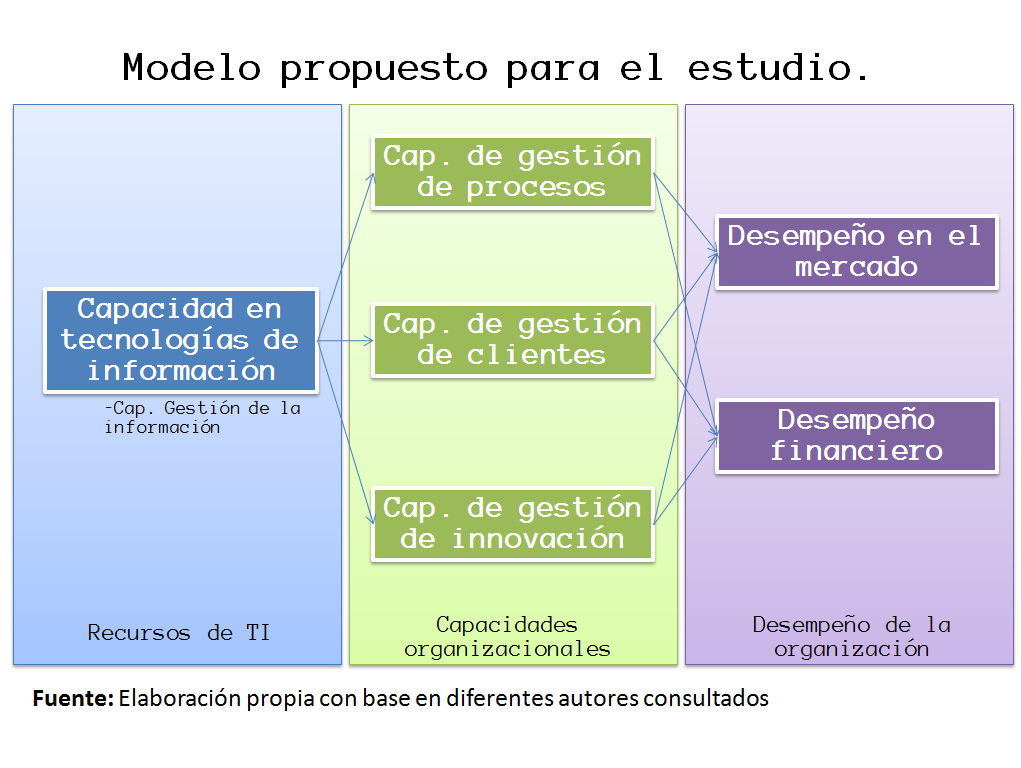 Modelo propuesto para el estudio.
Capacidad en
tecnologías de
información
-Cap. Gestión de la
información
Recursos de TI
Cap. de gestión
de procesos
Cap. de gestión
de clientes
Cap. de gestión
de innovación
Capacidades
organizacionales
Desempeño en el
mercado
Desempeño
financiero
Desempeño de la
organización
Fuente: Elaboración propia con base en diferentes autores consultados